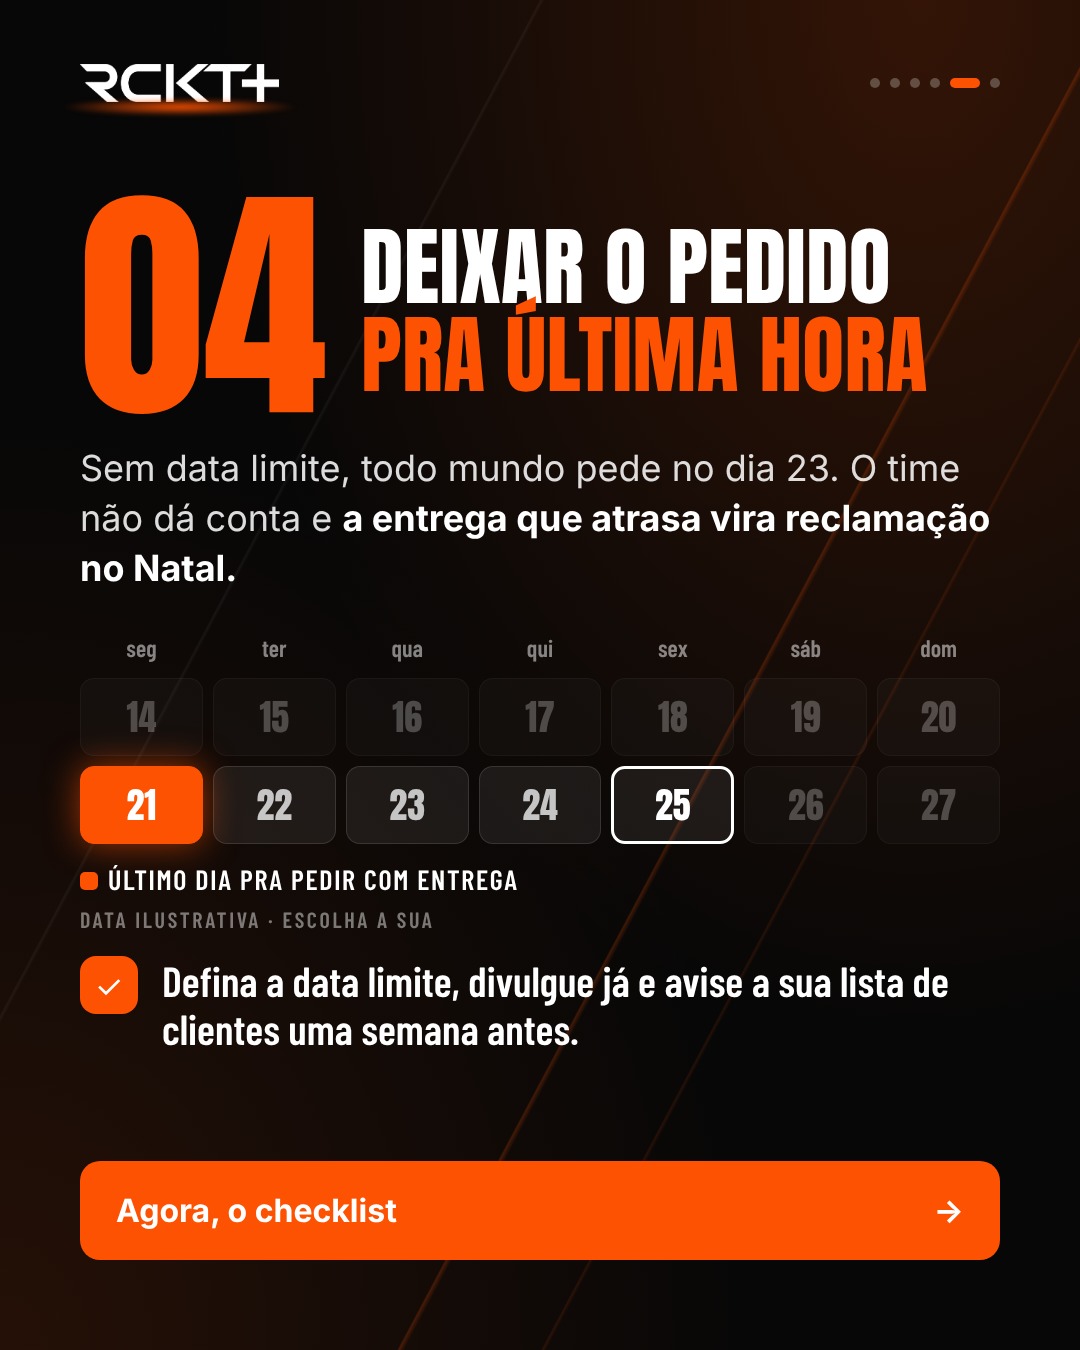 RCKT+
04
DEIXAR O PEDIDO
PRA ÚLTIMA HORA
Sem data limite, todo mundo pede no dia 23. O time
não dá conta e a entrega que atrasa vira reclamação
no Natal.
seg ter qua qui sex sáb dom
14 15 16 17 18 19 20
21 22 23 24 25 26 27
ÚLTIMO DIA PRA PEDIR COM ENTREGA
DATA ILUSTRATIVA · ESCOLHA A SUA
Defina a data limite, divulgue já e avise a sua lista de
clientes uma semana antes.
Agora, o checklist →